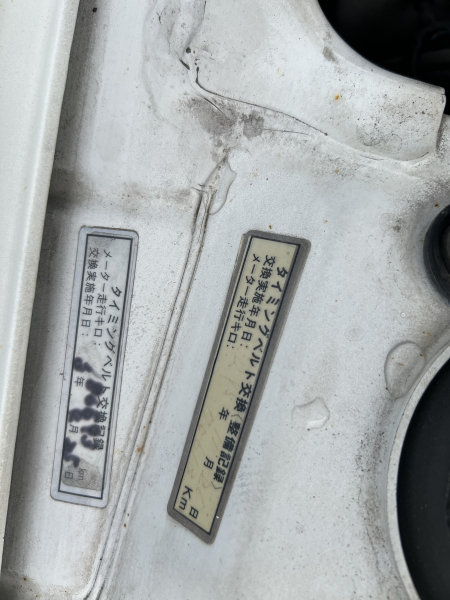 タイミングベルト交換記録
メーター走行キロ： km
交換実施年月日： 年 月 日
タイミングベルト交換〈整備記録〉
交換実施年月日： 年 月 日
メーター走行キロ： Km